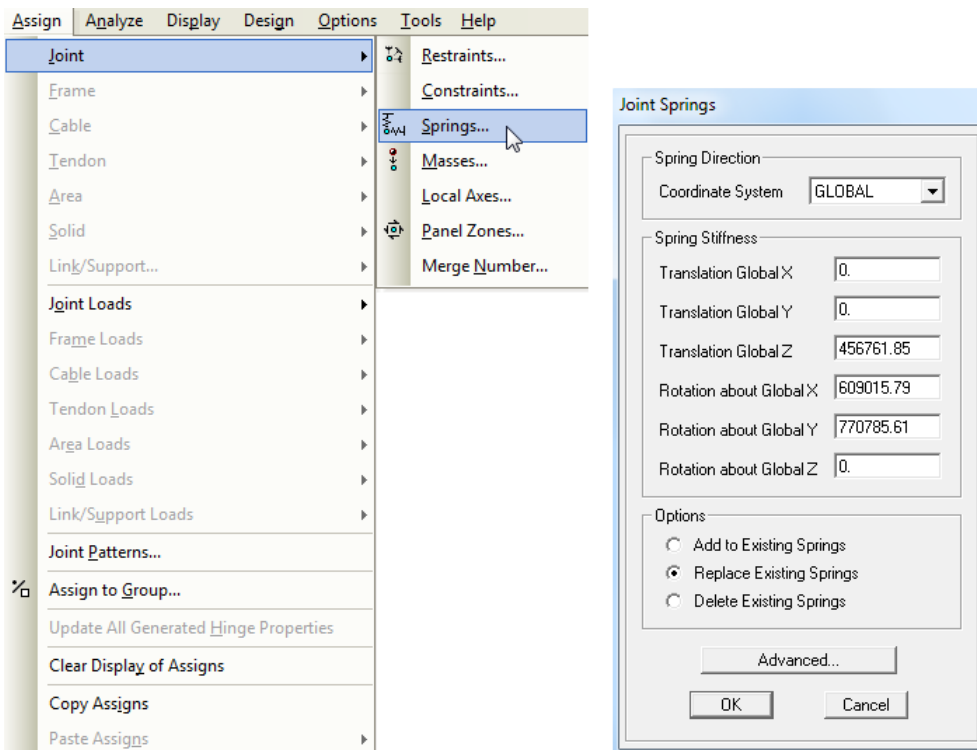 Assign Analyze Display Design Options Tools Help
Joint
Frame
Cable
Tendon
Area
Solid
Link/Support...
Joint Loads
Frame Loads
Cable Loads
Tendon Loads
Area Loads
Solid Loads
Link/Support Loads
Joint Patterns...
Assign to Group...
Update All Generated Hinge Properties
Clear Display of Assigns
Copy Assigns
Paste Assigns
Restraints...
Constraints...
Springs...
Masses...
Local Axes...
Panel Zones...
Merge Number...
Joint Springs
Spring Direction
Coordinate System GLOBAL
Spring Stiffness
Translation Global X 0.
Translation Global Y 0.
Translation Global Z 456761.85
Rotation about Global X 609015.79
Rotation about Global Y 770785.61
Rotation about Global Z 0.
Options
Add to Existing Springs
Replace Existing Springs
Delete Existing Springs
Advanced...
OK Cancel